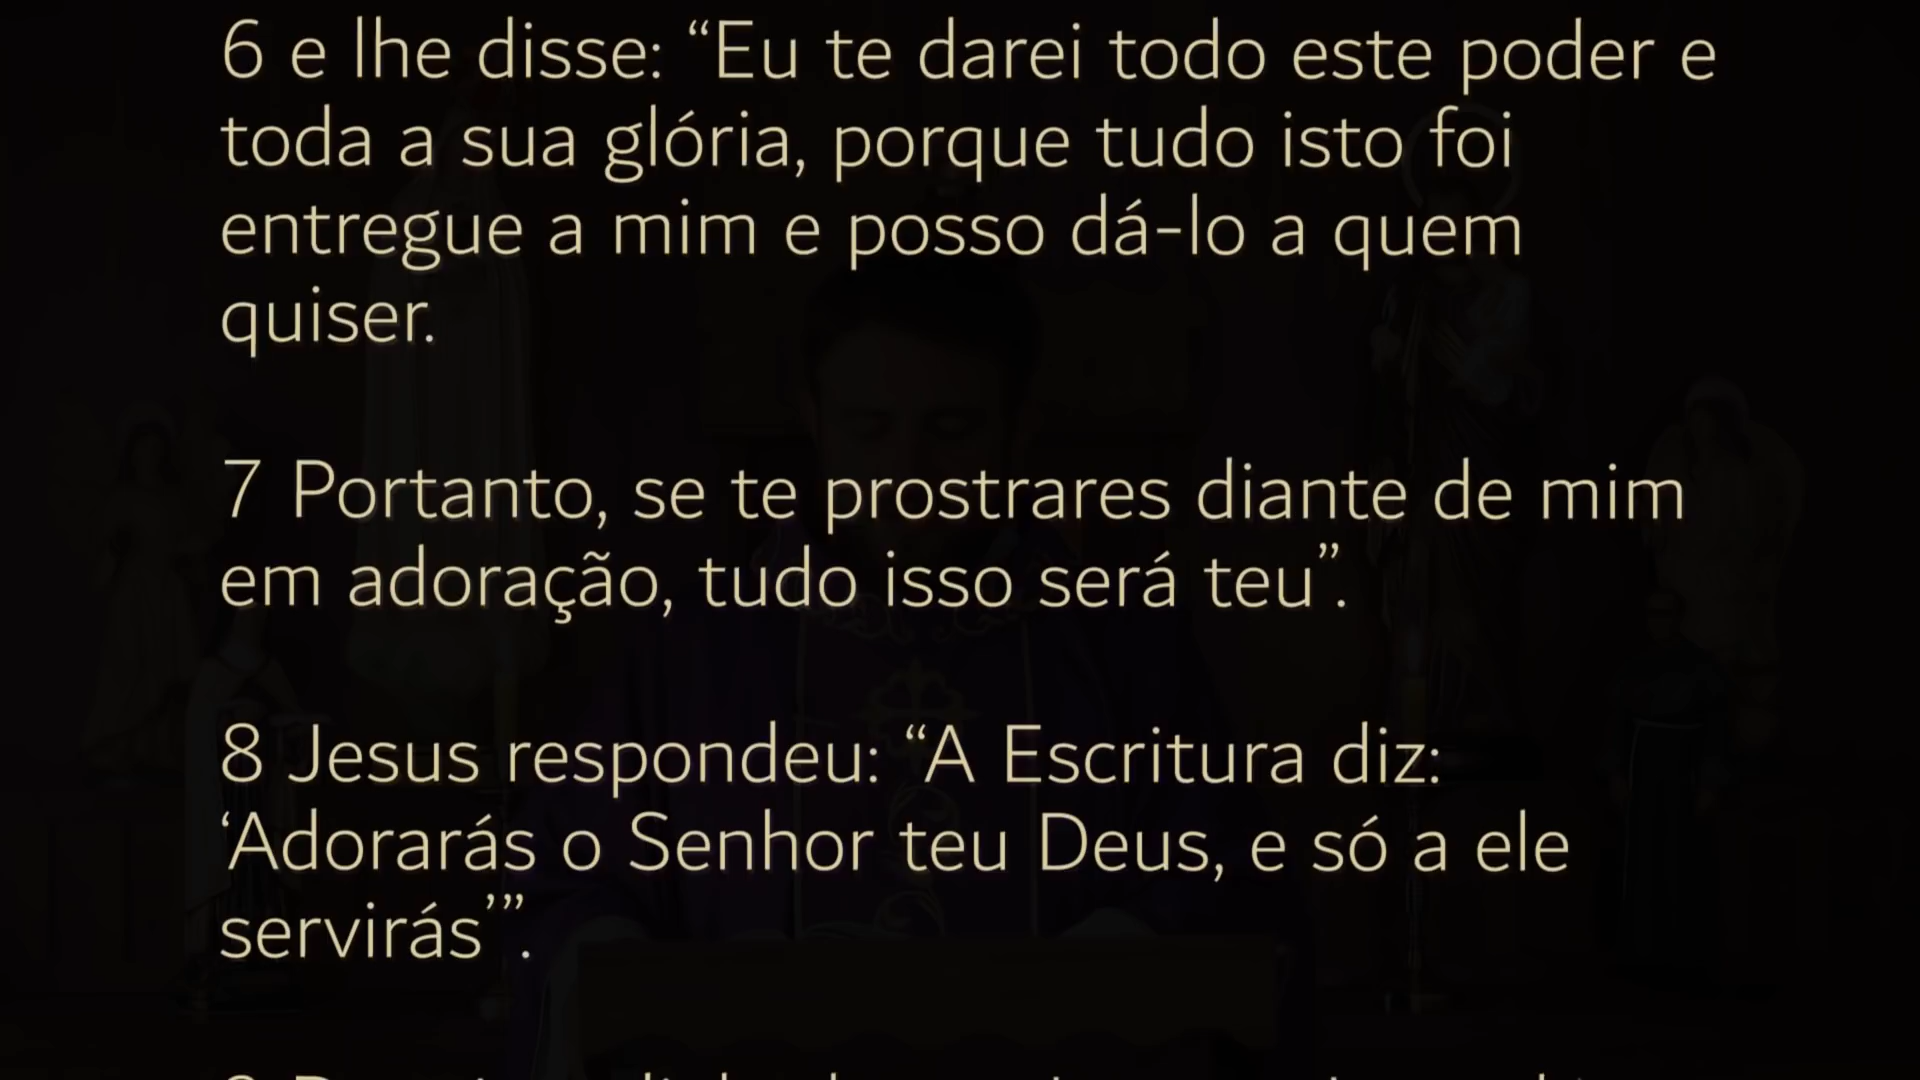 6 e lhe disse: “Eu te darei todo este poder e
toda a sua glória, porque tudo isto foi
entregue a mim e posso dá-lo a quem
quiser.
7 Portanto, se te prostrares diante de mim
em adoração, tudo isso será teu”.
8 Jesus respondeu: “A Escritura diz:
‘Adorarás o Senhor teu Deus, e só a ele
servirás’”.